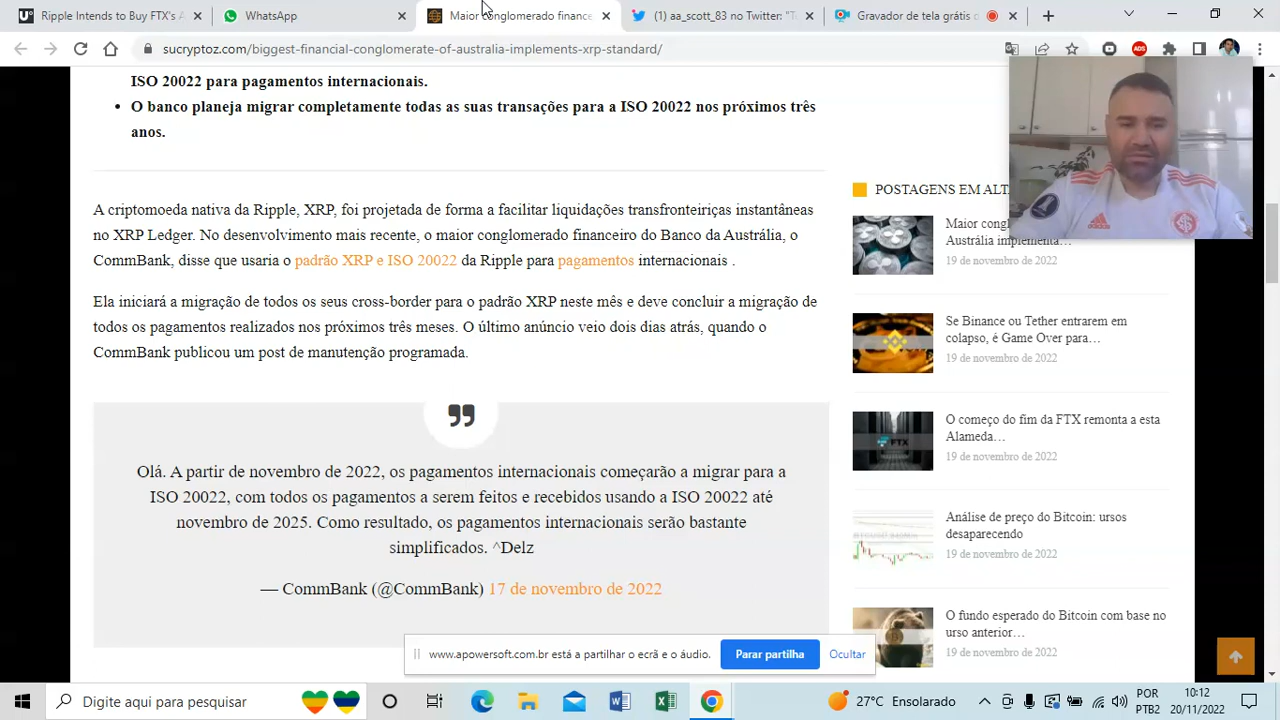 Ripple Intends to Buy FTX's A
WhatsApp
Maior conglomerado finance
(1) aa_scott_83 no Twitter: "T
Gravador de tela grátis o
sucryptoz.com/biggest-financial-conglomerate-of-australia-implements-xrp-standard/
ADS
ISO 20022 para pagamentos internacionais.
• O banco planeja migrar completamente todas as suas transações para a ISO 20022 nos próximos três
anos.
A criptomoeda nativa da Ripple, XRP, foi projetada de forma a facilitar liquidações transfronteiriças instantâneas
no XRP Ledger. No desenvolvimento mais recente, o maior conglomerado financeiro do Banco da Austrália, o
CommBank, disse que usaria o padrão XRP e ISO 20022 da Ripple para pagamentos internacionais .
Ela iniciará a migração de todos os seus cross-border para o padrão XRP neste mês e deve concluir a migração de
todos os pagamentos realizados nos próximos três meses. O último anúncio veio dois dias atrás, quando o
CommBank publicou um post de manutenção programada.
Olá. A partir de novembro de 2022, os pagamentos internacionais começarão a migrar para a
ISO 20022, com todos os pagamentos a serem feitos e recebidos usando a ISO 20022 até
novembro de 2025. Como resultado, os pagamentos internacionais serão bastante
simplificados. ^Delz
— CommBank (@CommBank) 17 de novembro de 2022
POSTAGENS EM ALTA
Maior cong
Austrália implementa…
19 de novembro de 2022
Se Binance ou Tether entrarem em
colapso, é Game Over para…
19 de novembro de 2022
FTX
O começo do fim da FTX remonta a esta
Alameda…
19 de novembro de 2022
Análise de preço do Bitcoin: ursos
desaparecendo
19 de novembro de 2022
O fundo esperado do Bitcoin com base no
urso anterior…
19 de novembro de 2022
www.apowersoft.com.br está a partilhar o ecrã e o áudio.
Parar partilha
Ocultar
Digite aqui para pesquisar
27°C Ensolarado
POR
PTB2
10:12
20/11/2022